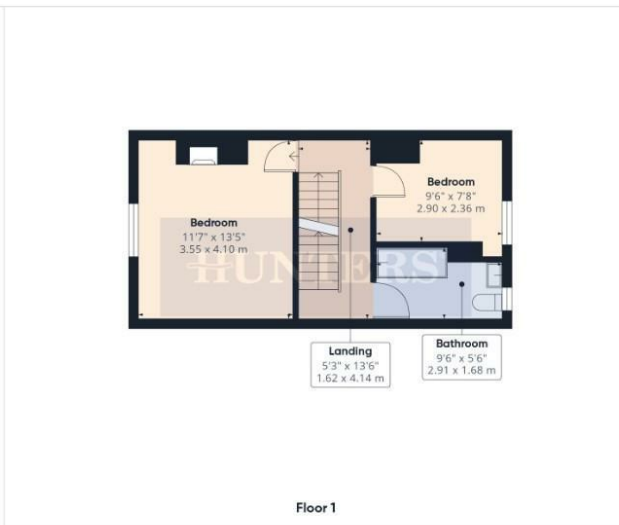 Bedroom
11'7" x 13'5"
3.55 x 4.10 m
Bedroom
9'6" x 7'8"
2.90 x 2.36 m
HUNTERS
Landing
5'3" x 13'6"
1.62 x 4.14 m
Bathroom
9'6" x 5'6"
2.91 x 1.68 m
Floor 1